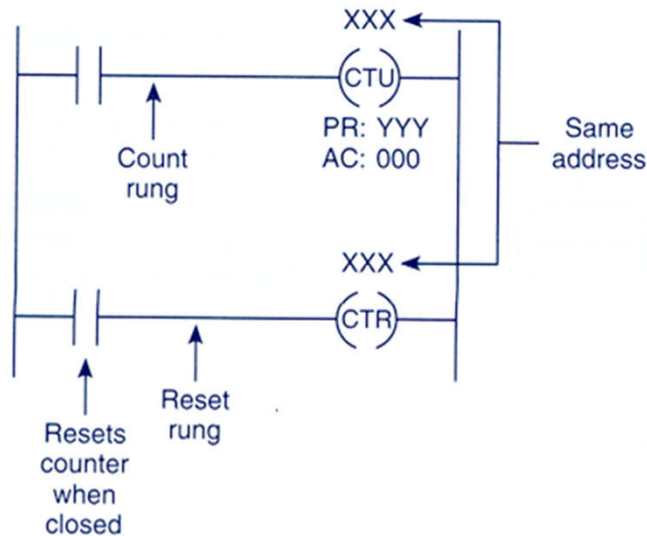 XXX
CTU
PR: YYY
AC: 000
Count
rung
Same
address
XXX
CTR
Reset
rung
Resets
counter
when
closed